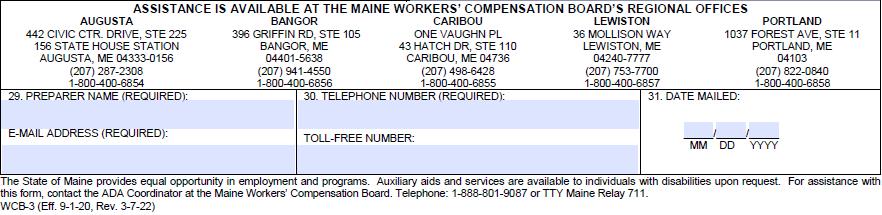 ASSISTANCE IS AVAILABLE AT THE MAINE WORKERS' COMPENSATION BOARD'S REGIONAL OFFICES
AUGUSTA
442 CIVIC CTR. DRIVE, STE 225
156 STATE HOUSE STATION
AUGUSTA, ME 04333-0156
(207) 287-2308
1-800-400-6854
BANGOR
396 GRIFFIN RD, STE 105
BANGOR, ME
04401-5638
(207) 941-4550
1-800-400-6856
CARIBOU
ONE VAUGHN PL
43 HATCH DR, STE 110
CARIBOU, ME 04736
(207) 498-6428
1-800-400-6855
LEWISTON
36 MOLLISON WAY
LEWISTON, ME
04240-7777
(207) 753-7700
1-800-400-6857
PORTLAND
1037 FOREST AVE, STE 11
PORTLAND, ME
04103
(207) 822-0840
1-800-400-6858
29. PREPARER NAME (REQUIRED):
30. TELEPHONE NUMBER (REQUIRED):
31. DATE MAILED:
E-MAIL ADDRESS (REQUIRED):
TOLL-FREE NUMBER:
/ /
MM DD YYYY
The State of Maine provides equal opportunity in employment and programs. Auxiliary aids and services are available to individuals with disabilities upon request. For assistance with
this form, contact the ADA Coordinator at the Maine Workers' Compensation Board. Telephone: 1-888-801-9087 or TTY Maine Relay 711.
WCB-3 (Eff. 9-1-20, Rev. 3-7-22)